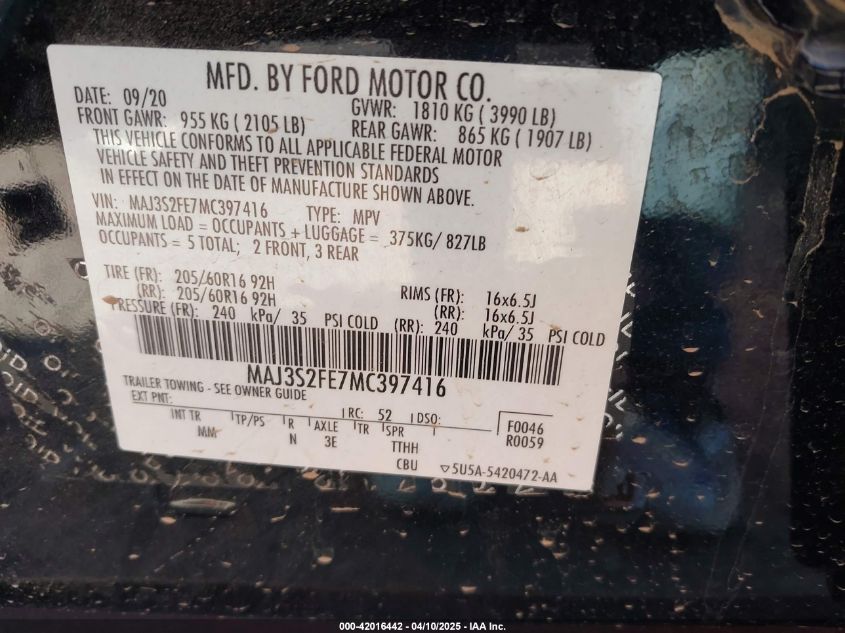 MFD. BY FORD MOTOR CO.
DATE: 09/20 GVWR: 1810 KG ( 3990 LB)
FRONT GAWR: 955 KG ( 2105 LB) REAR GAWR: 865 KG ( 1907 LB)
THIS VEHICLE CONFORMS TO ALL APPLICABLE FEDERAL MOTOR
VEHICLE SAFETY AND THEFT PREVENTION STANDARDS
IN EFFECT ON THE DATE OF MANUFACTURE SHOWN ABOVE.
VIN: MAJ3S2FE7MC397416 TYPE: MPV
MAXIMUM LOAD = OCCUPANTS + LUGGAGE = 375KG/ 827LB
OCCUPANTS = 5 TOTAL; 2 FRONT, 3 REAR
TIRE (FR): 205/60R16 92H RIMS (FR): 16x6.5J
(RR): 205/60R16 92H (RR): 16x6.5J
PRESSURE (FR): 240 kPa/ 35 PSI COLD (RR): 240 kPa/ 35 PSI COLD
MAJ3S2FE7MC397416
TRAILER TOWING - SEE OWNER GUIDE
EXT PNT: RC: 52 DSO: F0046
R0059
INT TR TP/PS R AXLE TR SPR
MM N 3E TTHH
CBU 5U5A-5420472-AA
000-42016442 - 04/10/2025 - IAA Inc.